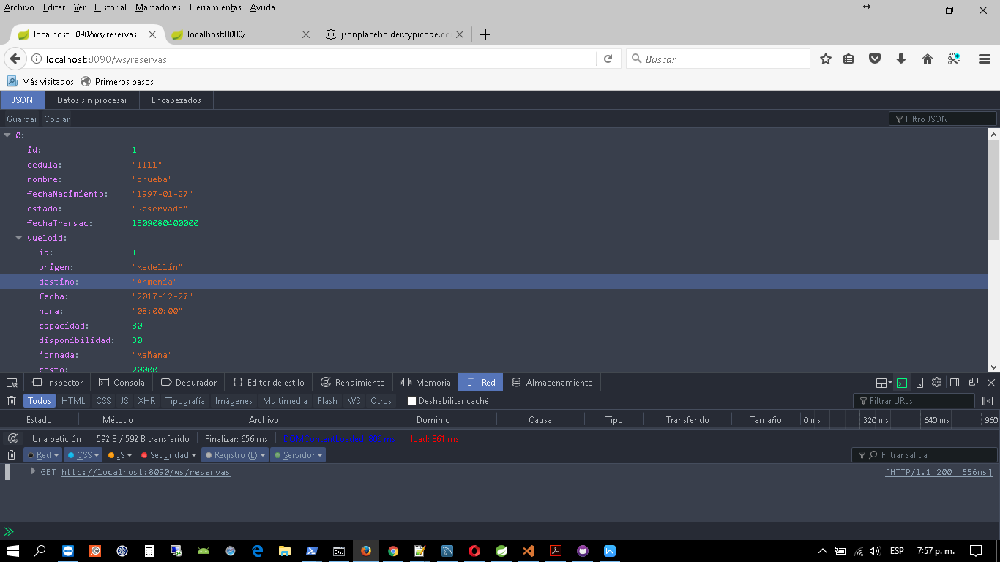 Archivo Editar Ver Historial Marcadores Herramientas Ayuda
localhost:8090/ws/reservas localhost:8080/ jsonplaceholder.typicode.co
localhost:8090/ws/reservas Buscar
Más visitados Primeros pasos
JSON Datos sin procesar Encabezados
Guardar Copiar Filtro JSON
0:
id: 1
cedula: "1111"
nombre: "prueba"
fechaNacimiento: "1997-01-27"
estado: "Reservado"
fechaTransac: 1509080400000
vueloid:
id: 1
origen: "Medellín"
destino: "Armenia"
fecha: "2017-12-27"
hora: "08:00:00"
capacidad: 30
disponibilidad: 30
jornada: "Mañana"
costo: 20000
Inspector Consola Depurador Editor de estilo Rendimiento Memoria Red Almacenamiento
Todos HTML CSS JS XHR Tipografía Imágenes Multimedia Flash WS Otros Deshabilitar caché Filtrar URLs
Estado Método Archivo Dominio Causa Tipo Transferido Tamaño 0 ms 320 ms 640 ms 960
Una petición 592 B / 592 B transferido Finalizar: 656 ms DOMContentLoaded: 806 ms load: 861 ms
Red CSS JS Seguridad Registro (L) Servidor Filtrar salida
GET http://localhost:8090/ws/reservas [HTTP/1.1 200 656ms]
ESP 7:57 p. m.